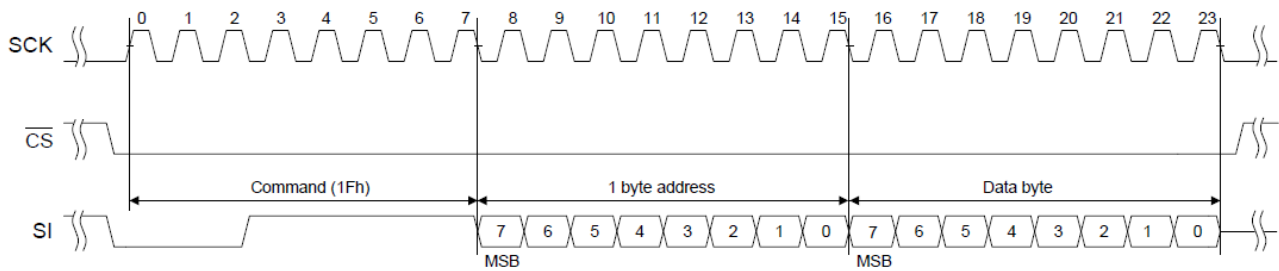 0 1 2 3 4 5 6 7 8 9 10 11 12 13 14 15 16 17 18 19 20 21 22 23
SCK
CS
Command (1Fh) 1 byte address Data byte
SI 7 6 5 4 3 2 1 0 7 6 5 4 3 2 1 0
MSB MSB